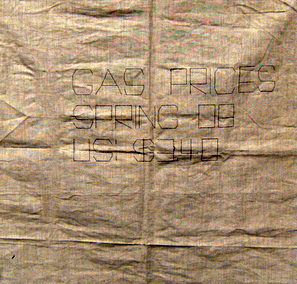 GAS PRICES
SPRING 08
US: $3.40